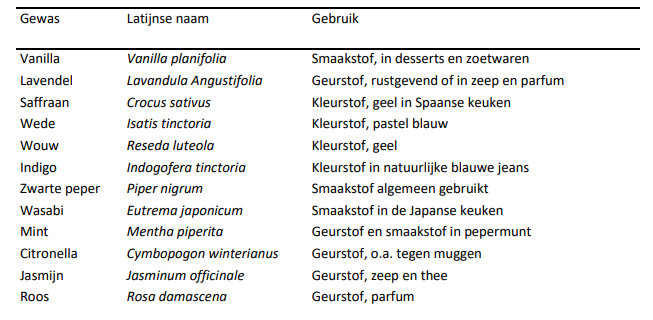 Gewas Latijnse naam Gebruik
Vanilla Vanilla planifolia Smaakstof, in desserts en zoetwaren
Lavendel Lavandula Angustifolia Geurstof, rustgevend of in zeep en parfum
Saffraan Crocus sativus Kleurstof, geel in Spaanse keuken
Wede Isatis tinctoria Kleurstof, pastel blauw
Wouw Reseda luteola Kleurstof, geel
Indigo Indogofera tinctoria Kleurstof in natuurlijke blauwe jeans
Zwarte peper Piper nigrum Smaakstof algemeen gebruikt
Wasabi Eutrema japonicum Smaakstof in de Japanse keuken
Mint Mentha piperita Geurstof en smaakstof in pepermunt
Citronella Cymbopogon winterianus Geurstof, o.a. tegen muggen
Jasmijn Jasminum officinale Geurstof, zeep en thee
Roos Rosa damascena Geurstof, parfum